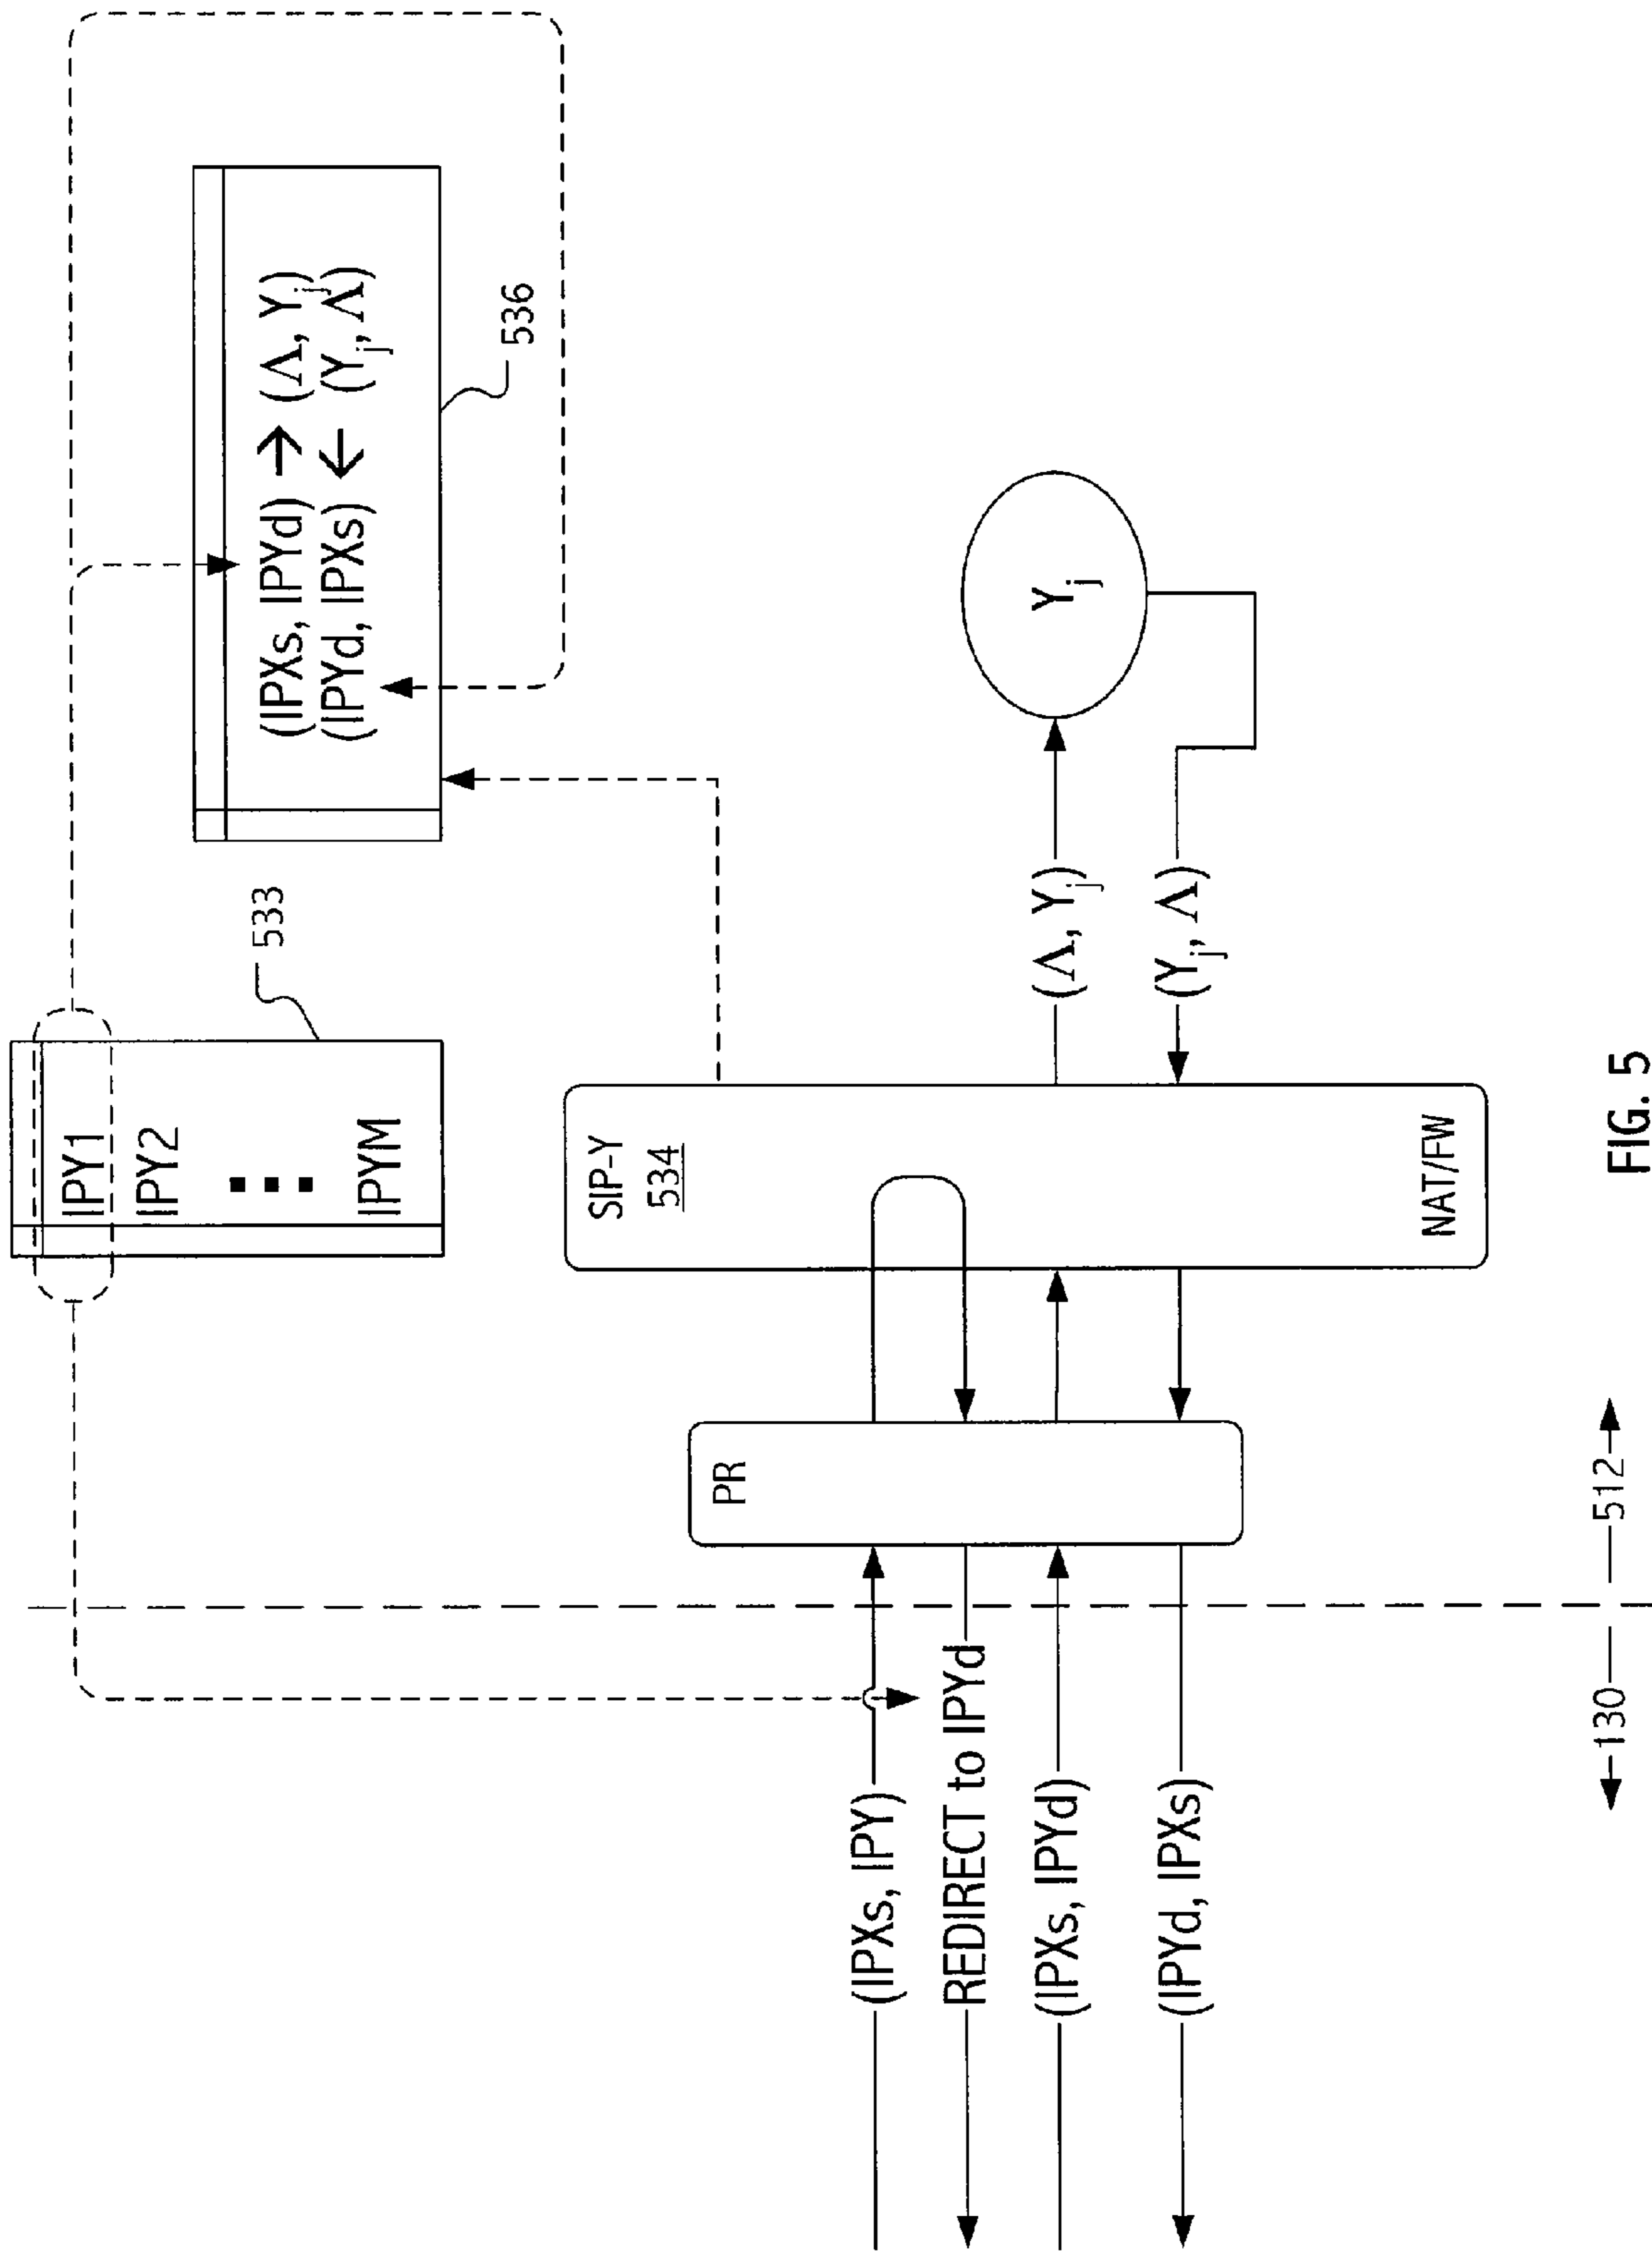 IPY1
IPY2
IPYM
533
(IPXs, IPYd) → (Λ, Yj)
(IPYd, IPXs) ← (Yj, Λ)
536
SIP-Y
534
NAT/FW
PR
(IPXs, IPY)
REDIRECT to IPYd
(IPXs, IPYd)
(IPYd, IPXs)
(Λ, Yj)
(Yj, Λ)
Yj
130
512
FIG. 5